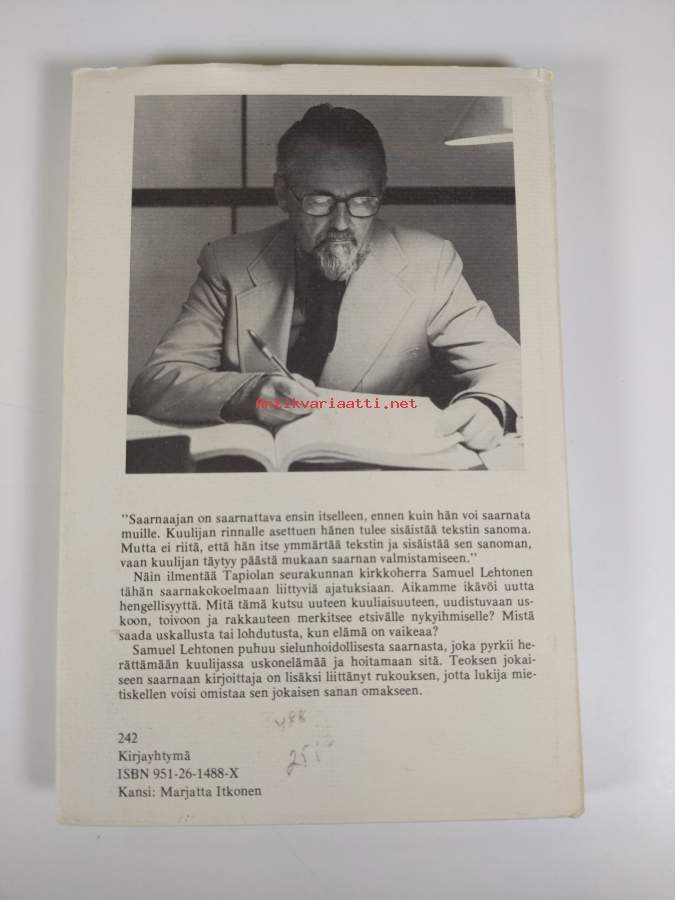 antikvariaatti.net
"Saarnaajan on saarnattava ensin itselleen, ennen kuin hän voi saarnata
muille. Kuulijan rinnalle asettuen hänen tulee sisäistää tekstin sanoma.
Mutta ei riitä, että hän itse ymmärtää tekstin ja sisäistää sen sanoman,
vaan kuulijan täytyy päästä mukaan saarnan valmistamiseen."
Näin ilmentää Tapiolan seurakunnan kirkkoherra Samuel Lehtonen
tähän saarnakokoelmaan liittyviä ajatuksiaan. Aikamme ikävöi uutta
hengellisyyttä. Mitä tämä kutsu uuteen kuuliaisuuteen, uudistuvaan us-
koon, toivoon ja rakkauteen merkitsee etsivälle nykyihmiselle? Mistä
saada uskallusta tai lohdutusta, kun elämä on vaikeaa?
Samuel Lehtonen puhuu sielunhoidollisesta saarnasta, joka pyrkii he-
rättämään kuulijassa uskonelämää ja hoitamaan sitä. Teoksen jokai-
seen saarnaan kirjoittaja on lisäksi liittänyt rukouksen, jotta lukija mie-
tiskellen voisi omistaa sen jokaisen sanan omakseen.
242
Kirjayhtymä
ISBN 951-26-1488-X
Kansi: Marjatta Itkonen